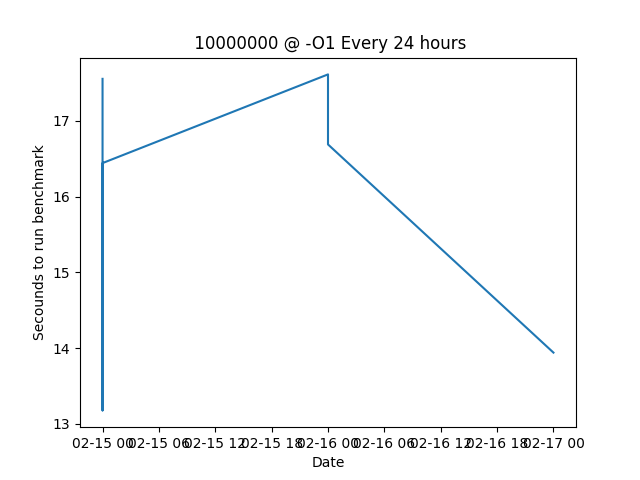 10000000 @ -O1 Every 24 hours
Secounds to run benchmark
17
16
15
14
13
02-15 00 02-15 06 02-15 12 02-15 18 02-16 00 02-16 06 02-16 12 02-16 18 02-17 00
Date